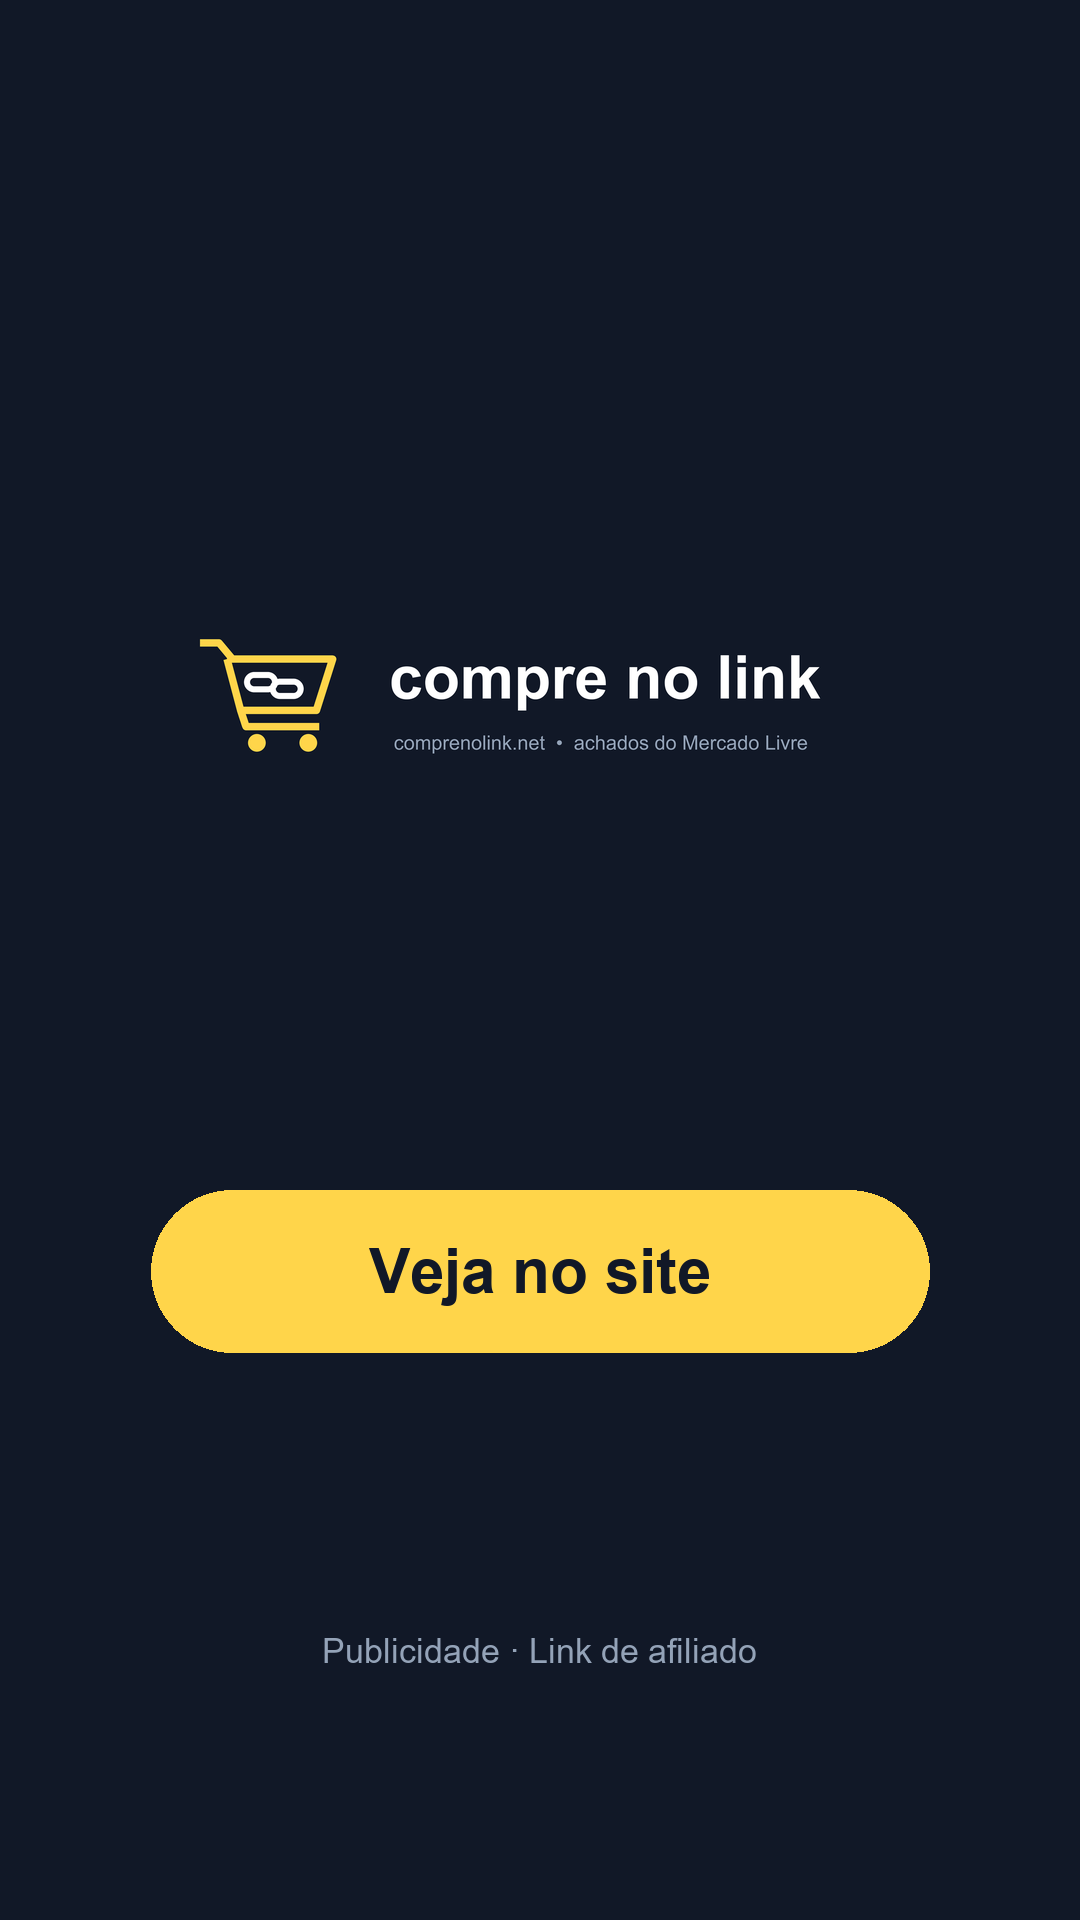 compre no link
comprenolink.net • achados do Mercado Livre
Veja no site
Publicidade · Link de afiliado